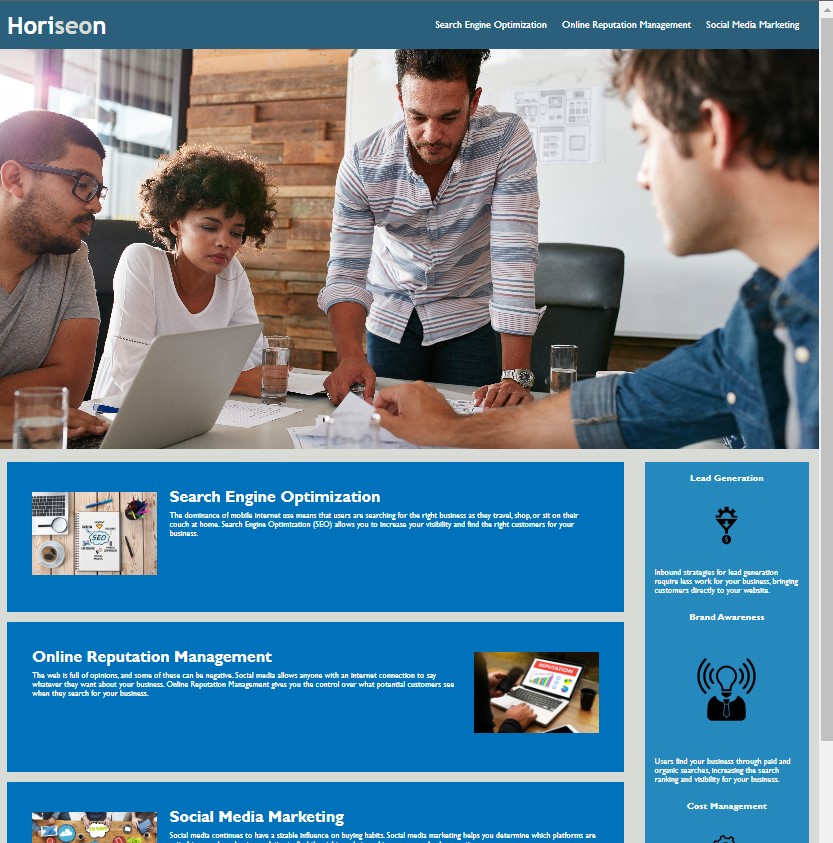 Horiseon
Search Engine Optimization Online Reputation Management Social Media Marketing
Search Engine Optimization
The dominance of mobile internet use means that users are searching for the right business as they travel, shop, or sit on their
couch at home. Search Engine Optimization (SEO) allows you to increase your visibility and find the right customers for your
business.
SEO
Online Reputation Management
The web is full of opinions, and some of these can be negative. Social media allows anyone with an internet connection to say
whatever they want about your business. Online Reputation Management gives you the control over what potential customers see
when they search for your business.
REPUTATION
Social Media Marketing
Social media continues to have a sizable influence on buying habits. Social media marketing helps you determine which platforms are
Lead Generation
Inbound strategies for lead generation
require less work for your business, bringing
customers directly to your website.
Brand Awareness
Users find your business through paid and
organic searches, increasing the search
ranking and visibility for your business.
Cost Management